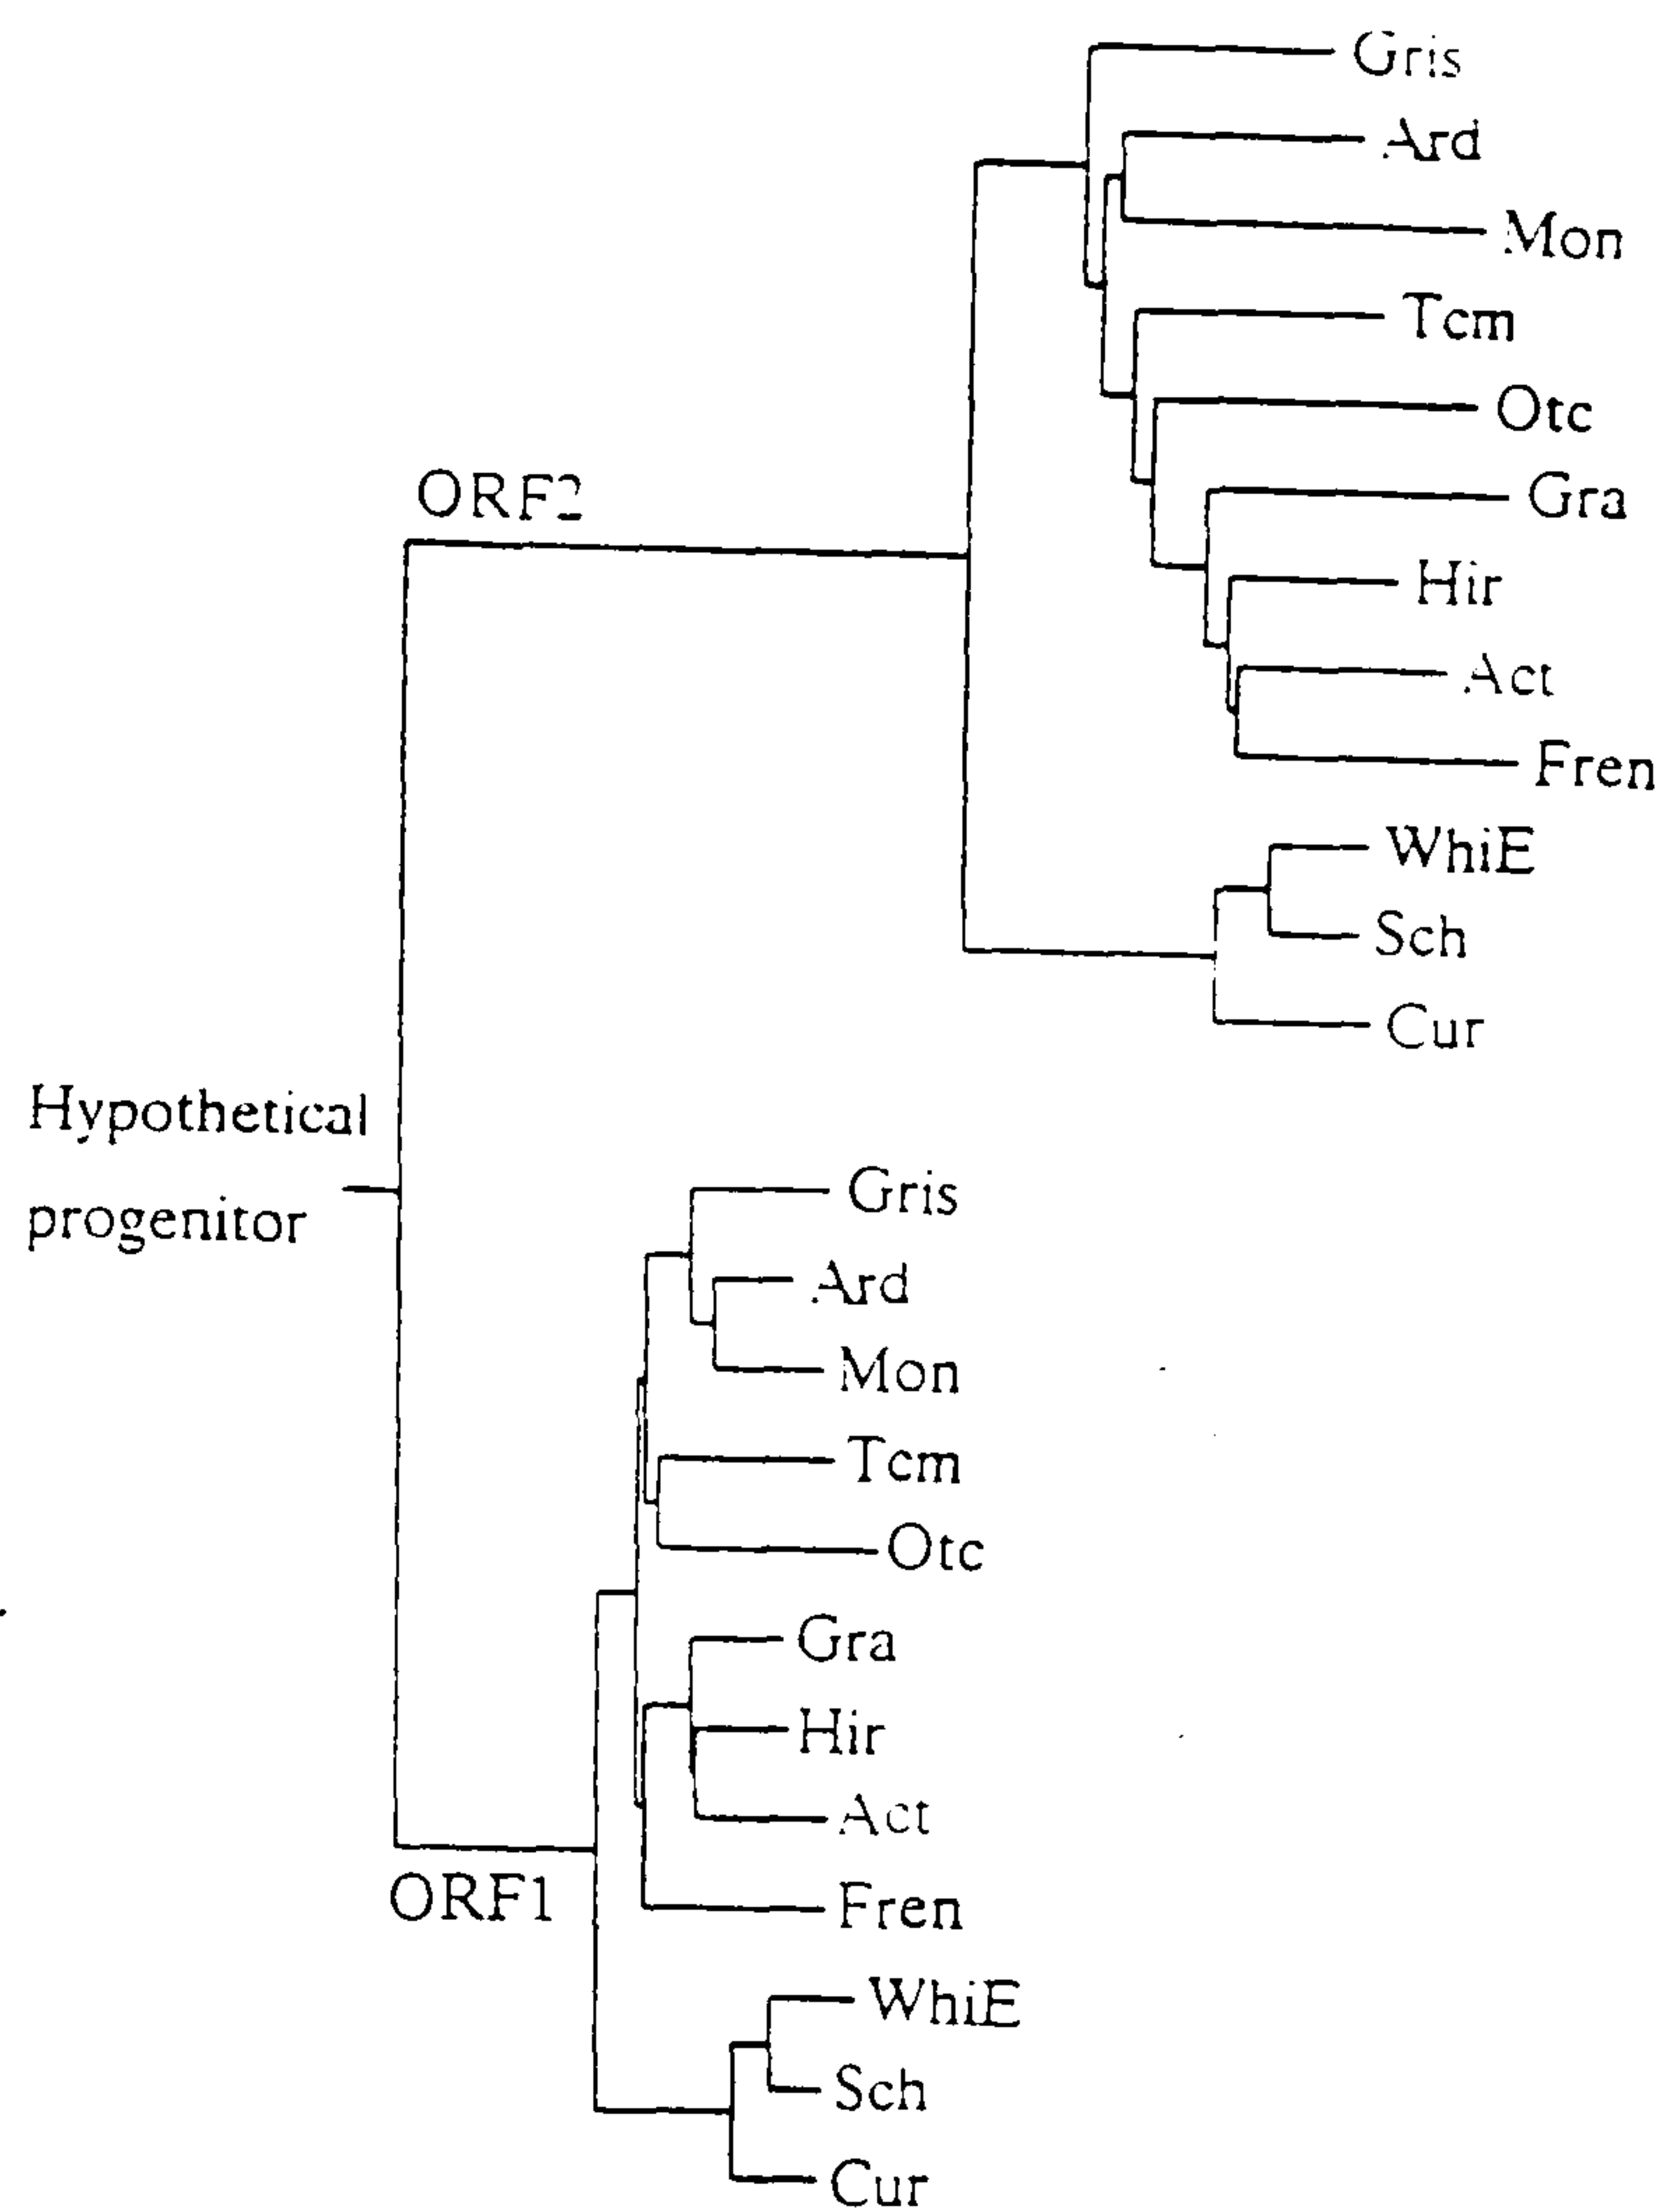 Gris
Ard
Mon
Tcm
Otc
ORF2
Gra
Hir
Act
Fren
WhiE
Sch
Cur
Hypothetical
progenitor
Gris
Ard
Mon
Tcm
Otc
Gra
Hir
Act
ORF1
Fren
WhiE
Sch
Cur